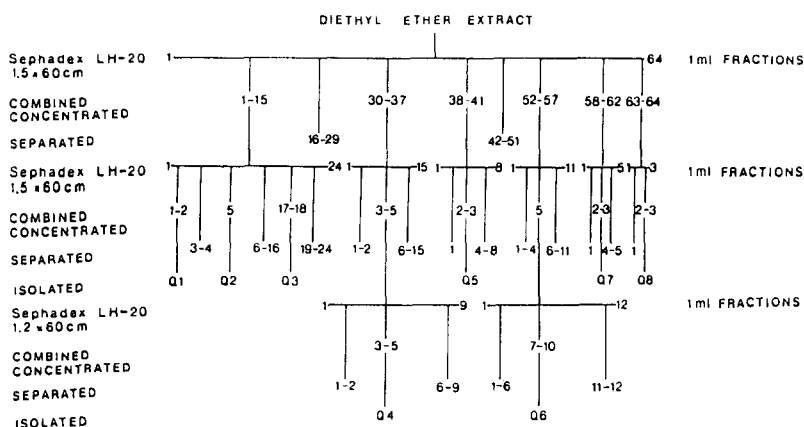 DIETHYL ETHER EXTRACT
Sephadex LH-20 1 64 1ml FRACTIONS
1.5 x 60cm
COMBINED 1-15 30-37 38-41 52-57 58-62 63-64
CONCENTRATED
SEPARATED 16-29 42-51
Sephadex LH-20 1 24 1 15 1 8 1 11 1 5 1 3 1ml FRACTIONS
1.5 x 60cm
COMBINED 1-2 5 17-18 3-5 2-3 5 2-3 2-3
CONCENTRATED
SEPARATED 3-4 6-16 19-24 1-2 6-15 1 4-8 1-4 6-11 1 4-5 1
ISOLATED Q1 Q2 Q3 Q5 Q7 Q8
Sephadex LH-20 1 9 1 12 1ml FRACTIONS
1.2 x 60cm
COMBINED 3-5 7-10
CONCENTRATED
SEPARATED 1-2 6-9 1-6 11-12
ISOLATED Q4 Q6